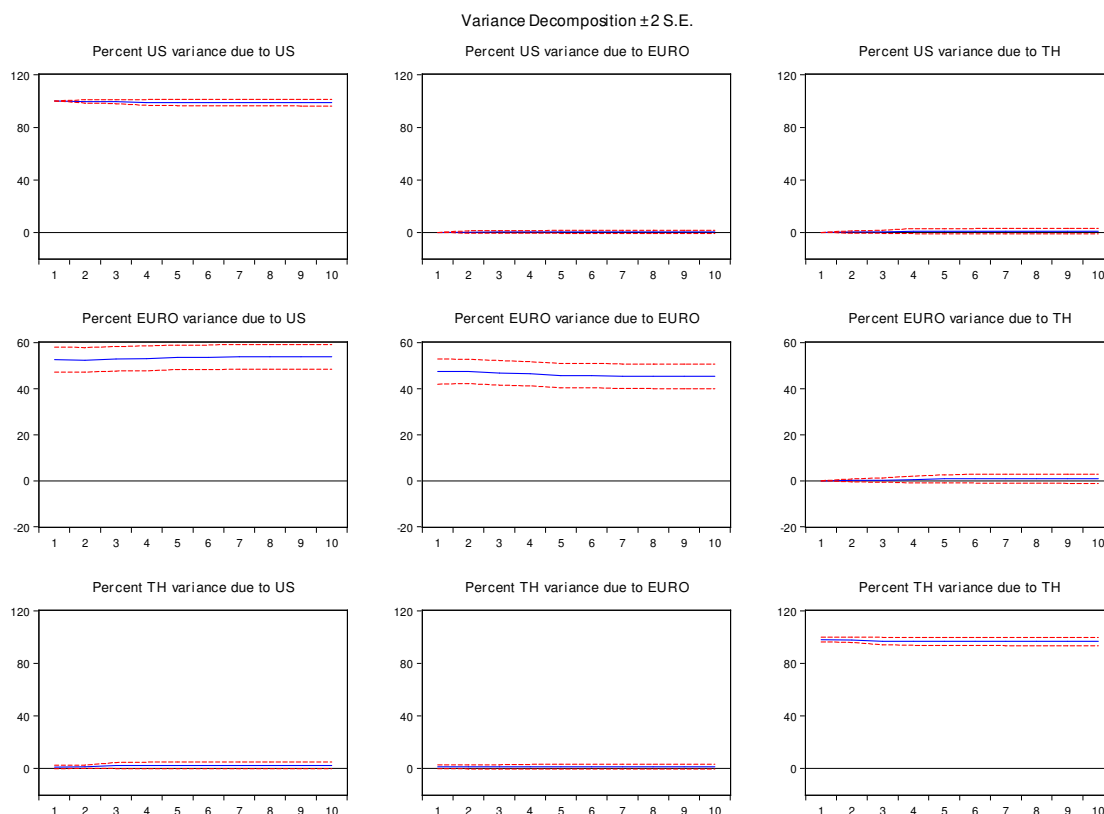 Variance Decomposition ±2 S.E.
Percent US variance due to US
120
80
40
0
1 2 3 4 5 6 7 8 9 10
Percent US variance due to EURO
120
80
40
0
1 2 3 4 5 6 7 8 9 10
Percent US variance due to TH
120
80
40
0
1 2 3 4 5 6 7 8 9 10
Percent EURO variance due to US
60
40
20
0
-20
1 2 3 4 5 6 7 8 9 10
Percent EURO variance due to EURO
60
40
20
0
-20
1 2 3 4 5 6 7 8 9 10
Percent EURO variance due to TH
60
40
20
0
-20
1 2 3 4 5 6 7 8 9 10
Percent TH variance due to US
120
80
40
0
1 2 3 4 5 6 7 8 9 10
Percent TH variance due to EURO
120
80
40
0
1 2 3 4 5 6 7 8 9 10
Percent TH variance due to TH
120
80
40
0
1 2 3 4 5 6 7 8 9 10